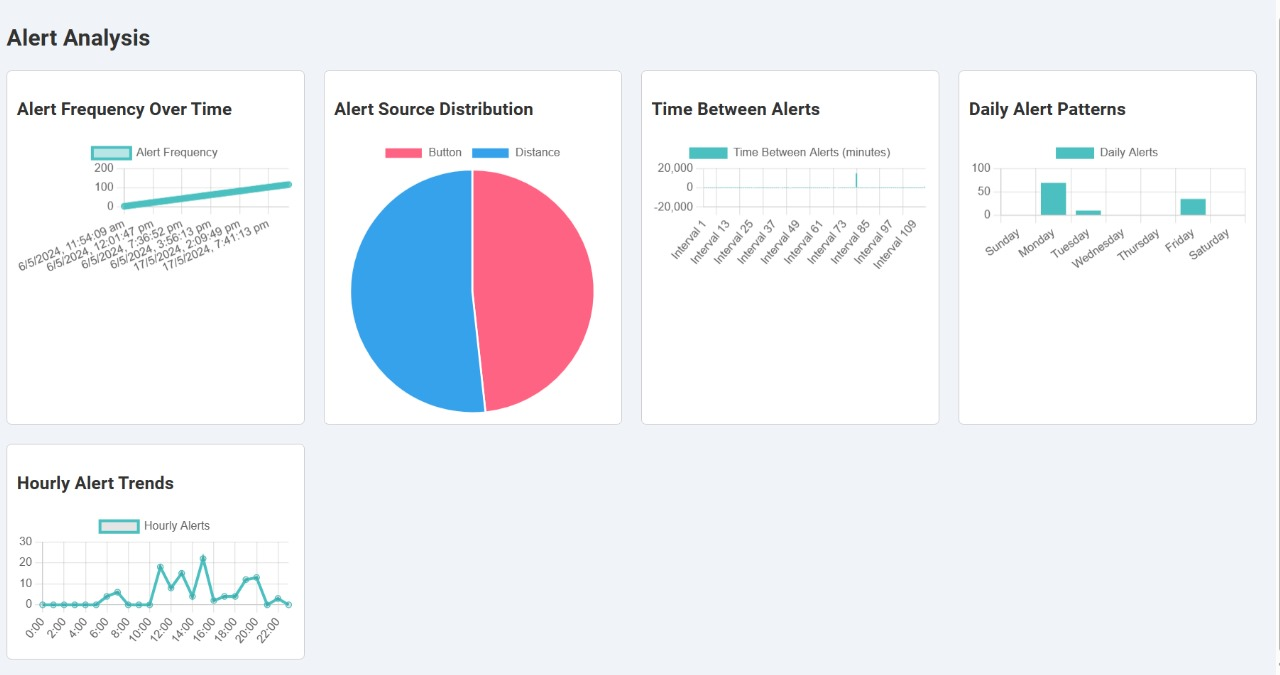 Alert Analysis
Alert Frequency Over Time
Alert Frequency
200
100
0
6/5/2024, 11:54:09 am
6/5/2024, 12:01:47 pm
6/5/2024, 7:36:52 pm
6/5/2024, 3:56:13 pm
17/5/2024, 2:09:49 pm
17/5/2024, 7:41:13 pm
Alert Source Distribution
Button Distance
Time Between Alerts
Time Between Alerts (minutes)
20,000
0
-20,000
Interval 1
Interval 13
Interval 25
Interval 37
Interval 49
Interval 61
Interval 73
Interval 85
Interval 97
Interval 109
Daily Alert Patterns
Daily Alerts
100
50
0
Sunday
Monday
Tuesday
Wednesday
Thursday
Friday
Saturday
Hourly Alert Trends
Hourly Alerts
30
20
10
0
0:00
2:00
4:00
6:00
8:00
10:00
12:00
14:00
16:00
18:00
20:00
22:00